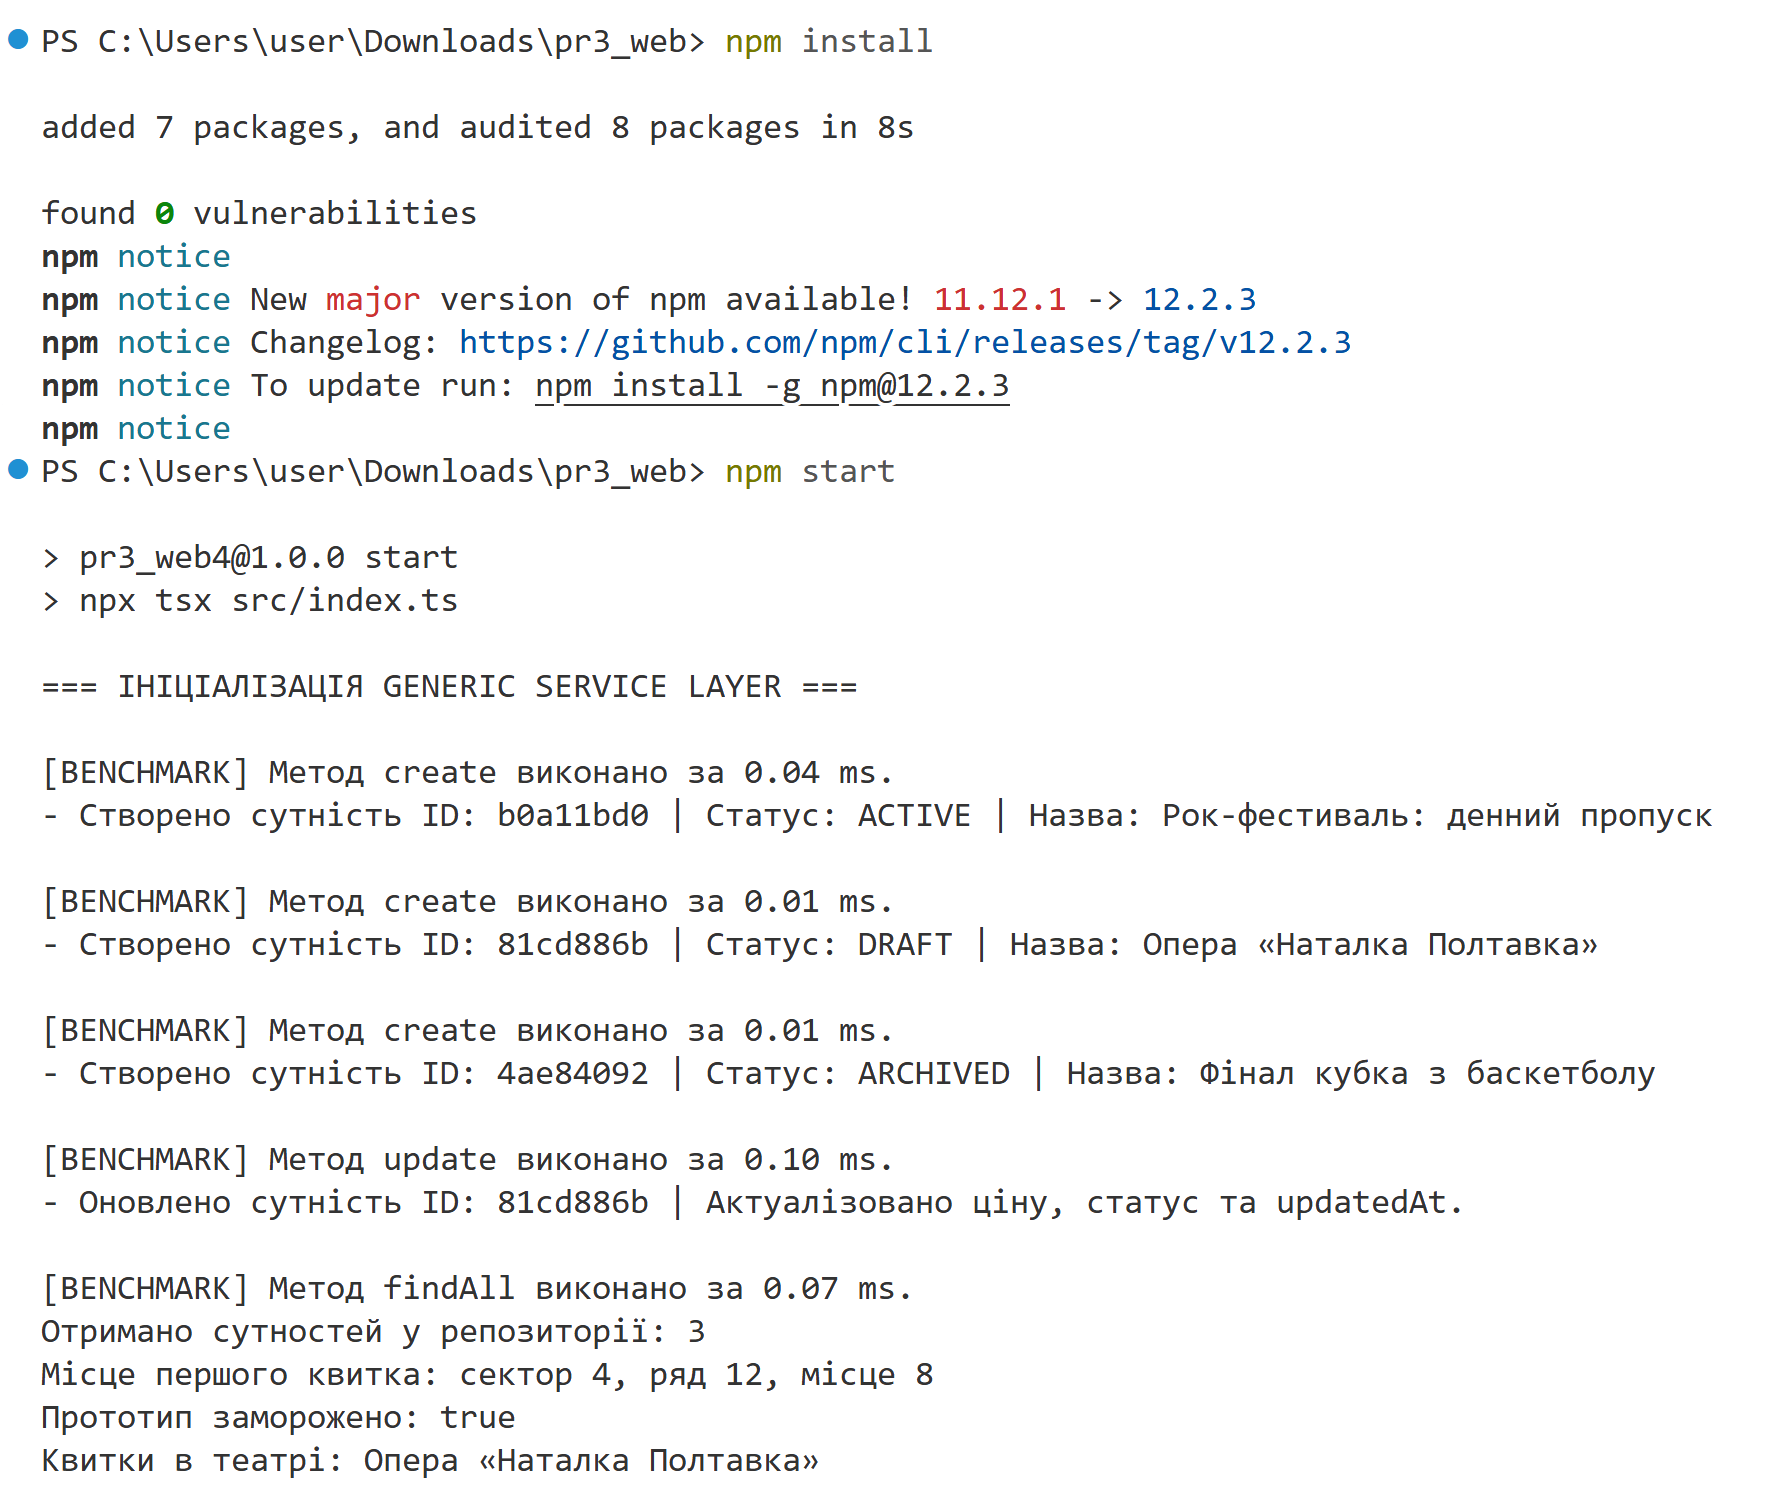 PS C:\Users\user\Downloads\pr3_web> npm install
added 7 packages, and audited 8 packages in 8s
found 0 vulnerabilities
npm notice
npm notice New major version of npm available! 11.12.1 -> 12.2.3
npm notice Changelog: https://github.com/npm/cli/releases/tag/v12.2.3
npm notice To update run: npm install -g npm@12.2.3
npm notice
PS C:\Users\user\Downloads\pr3_web> npm start
> pr3_web4@1.0.0 start
> npx tsx src/index.ts
=== ІНІЦІАЛІЗАЦІЯ GENERIC SERVICE LAYER ===
[BENCHMARK] Метод create виконано за 0.04 ms.
- Створено сутність ID: b0a11bd0 | Статус: ACTIVE | Назва: Рок-фестиваль: денний пропуск
[BENCHMARK] Метод create виконано за 0.01 ms.
- Створено сутність ID: 81cd886b | Статус: DRAFT | Назва: Опера «Наталка Полтавка»
[BENCHMARK] Метод create виконано за 0.01 ms.
- Створено сутність ID: 4ae84092 | Статус: ARCHIVED | Назва: Фінал кубка з баскетболу
[BENCHMARK] Метод update виконано за 0.10 ms.
- Оновлено сутність ID: 81cd886b | Актуалізовано ціну, статус та updatedAt.
[BENCHMARK] Метод findAll виконано за 0.07 ms.
Отримано сутностей у репозиторії: 3
Місце першого квитка: сектор 4, ряд 12, місце 8
Прототип заморожено: true
Квитки в театрі: Опера «Наталка Полтавка»